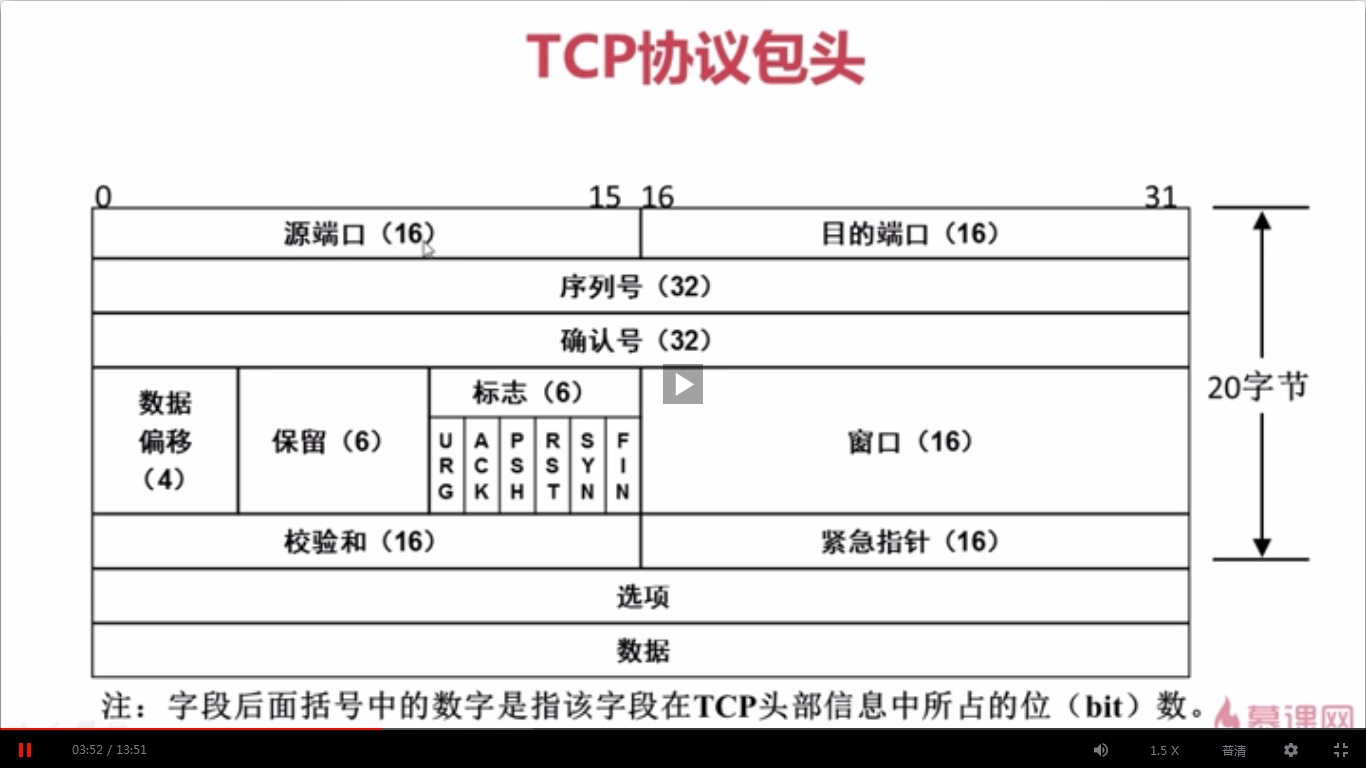 TCP协议包头
0 15 16 31
源端口（16） 目的端口（16）
序列号（32）
确认号（32）
数据偏移（4） 保留（6） 标志（6） 窗口（16）
URG ACK PSH RST SYN FIN
20字节
校验和（16） 紧急指针（16）
选项
数据
注：字段后面括号中的数字是指该字段在TCP头部信息中所占的位（bit）数。
慕课网
03:52 / 13:51 1.5 X 普清